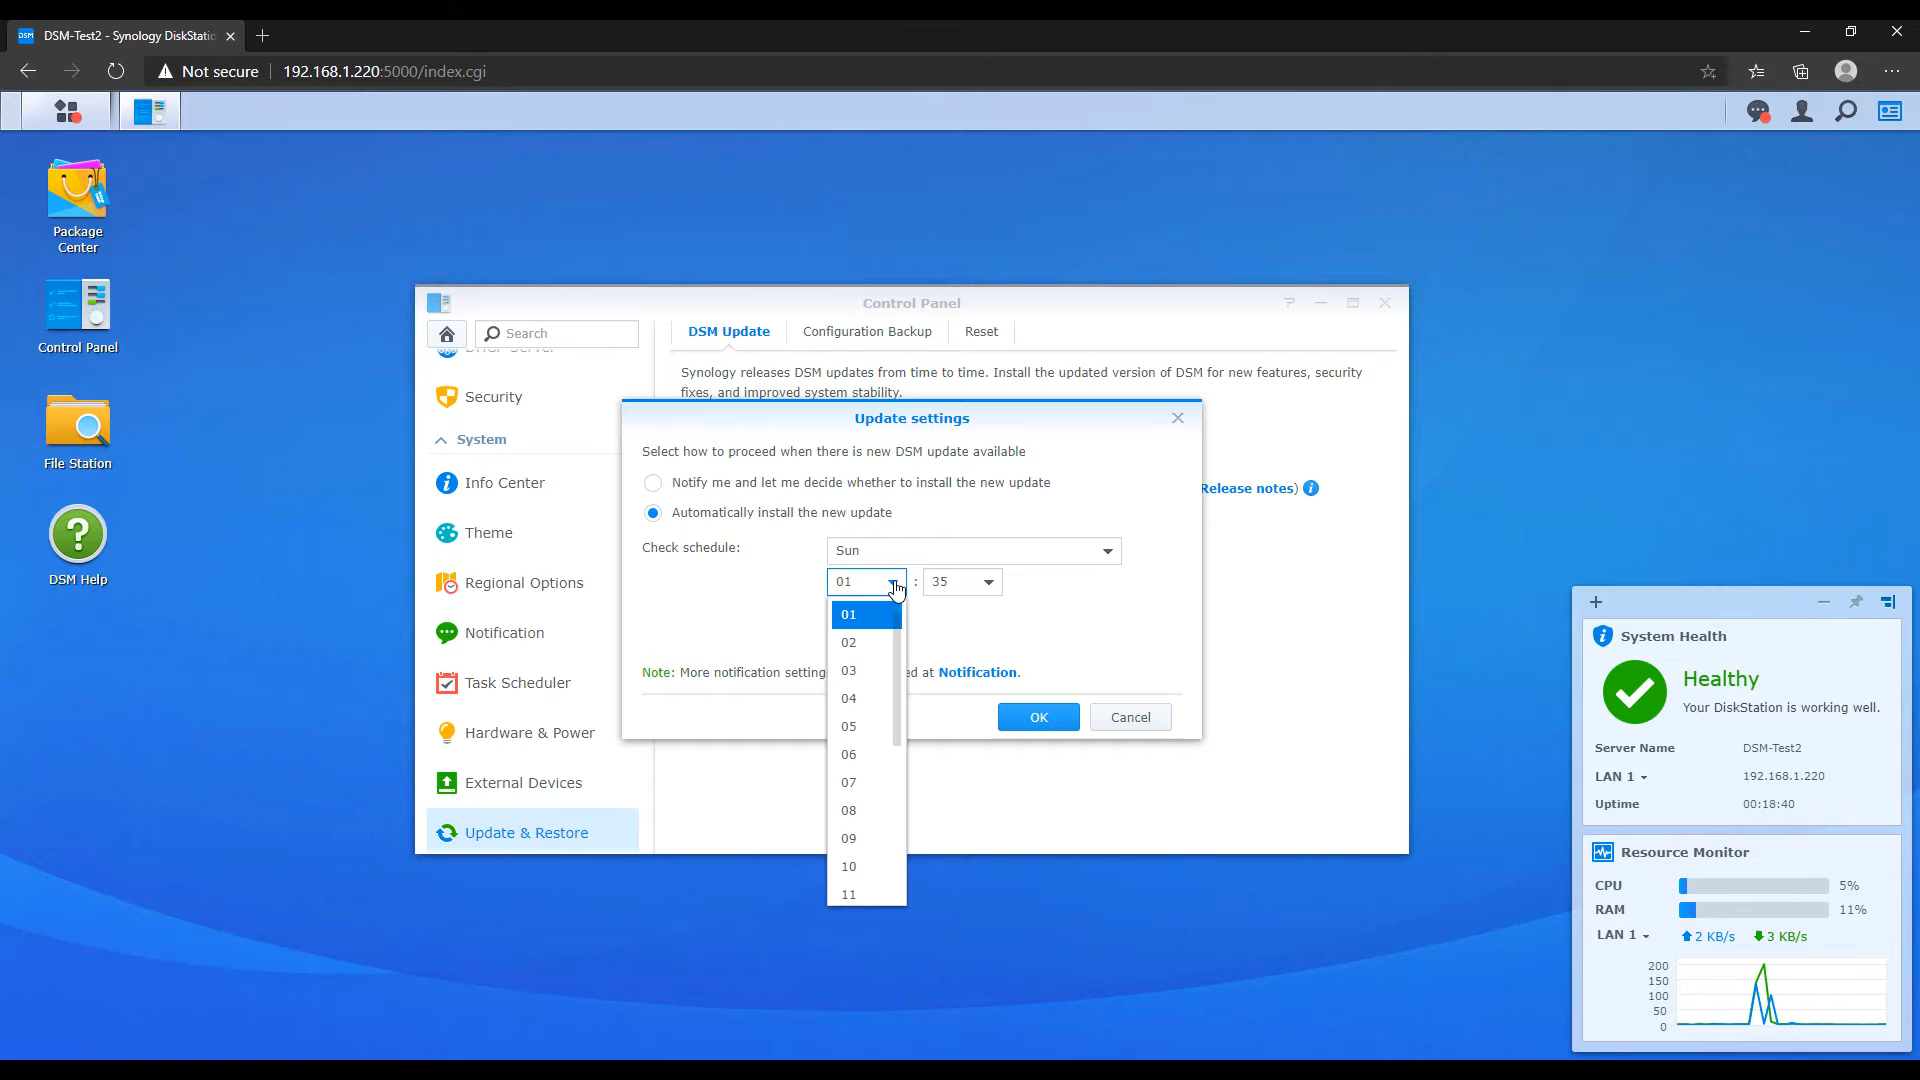 DSM-Test2 - Synology DiskStatio
Not secure
192.168.1.220:5000/index.cgi
Package
Center
Control Panel
File Station
DSM Help
Control Panel
Search
DSM Update
Configuration Backup
Reset
DHCP Server
Security
System
Info Center
Theme
Regional Options
Notification
Task Scheduler
Hardware & Power
External Devices
Update & Restore
Synology releases DSM updates from time to time. Install the updated version of DSM for new features, security
fixes, and improved system stability.
Release notes)
Update settings
Select how to proceed when there is new DSM update available
Notify me and let me decide whether to install the new update
Automatically install the new update
Check schedule:
Sun
01 : 35
01
02
03
04
05
06
07
08
09
10
11
Note: More notification setting ed at Notification.
OK
Cancel
System Health
Healthy
Your DiskStation is working well.
Server Name DSM-Test2
LAN 1 192.168.1.220
Uptime 00:18:40
Resource Monitor
CPU 5%
RAM 11%
LAN 1 2 KB/s 3 KB/s
200
150
100
50
0